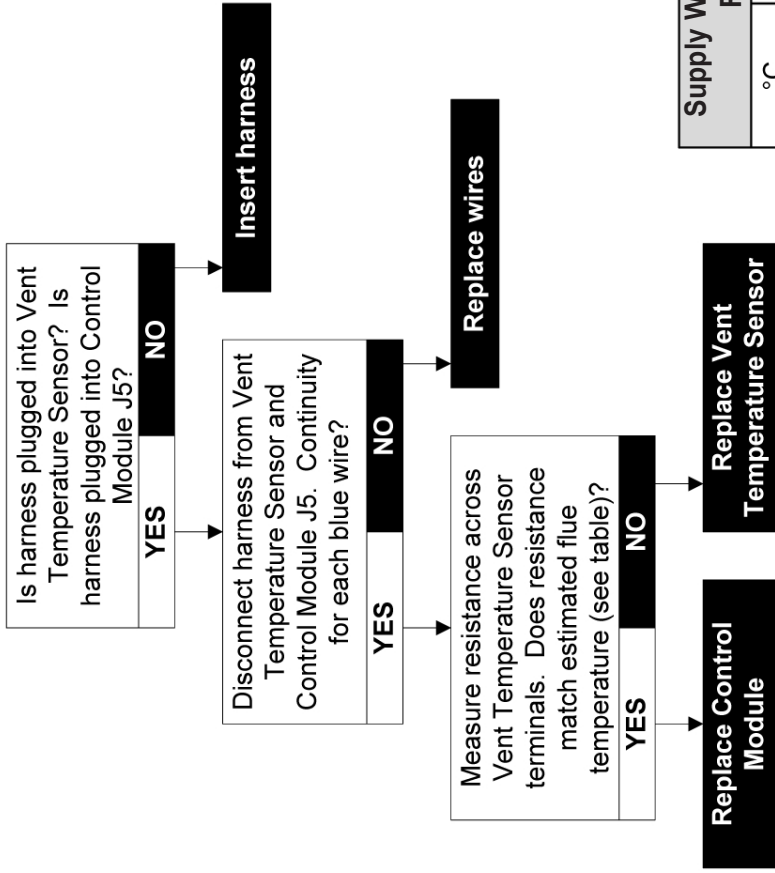 Is harness plugged into Vent
Temperature Sensor? Is
harness plugged into Control
Module J5?
YES
NO
Insert harness
Disconnect harness from Vent
Temperature Sensor and
Control Module J5. Continuity
for each blue wire?
YES
NO
Replace wires
Measure resistance across
Vent Temperature Sensor
terminals. Does resistance
match estimated flue
temperature (see table)?
YES
NO
Replace Control
Module
Replace Vent
Temperature Sensor
Supply
°C